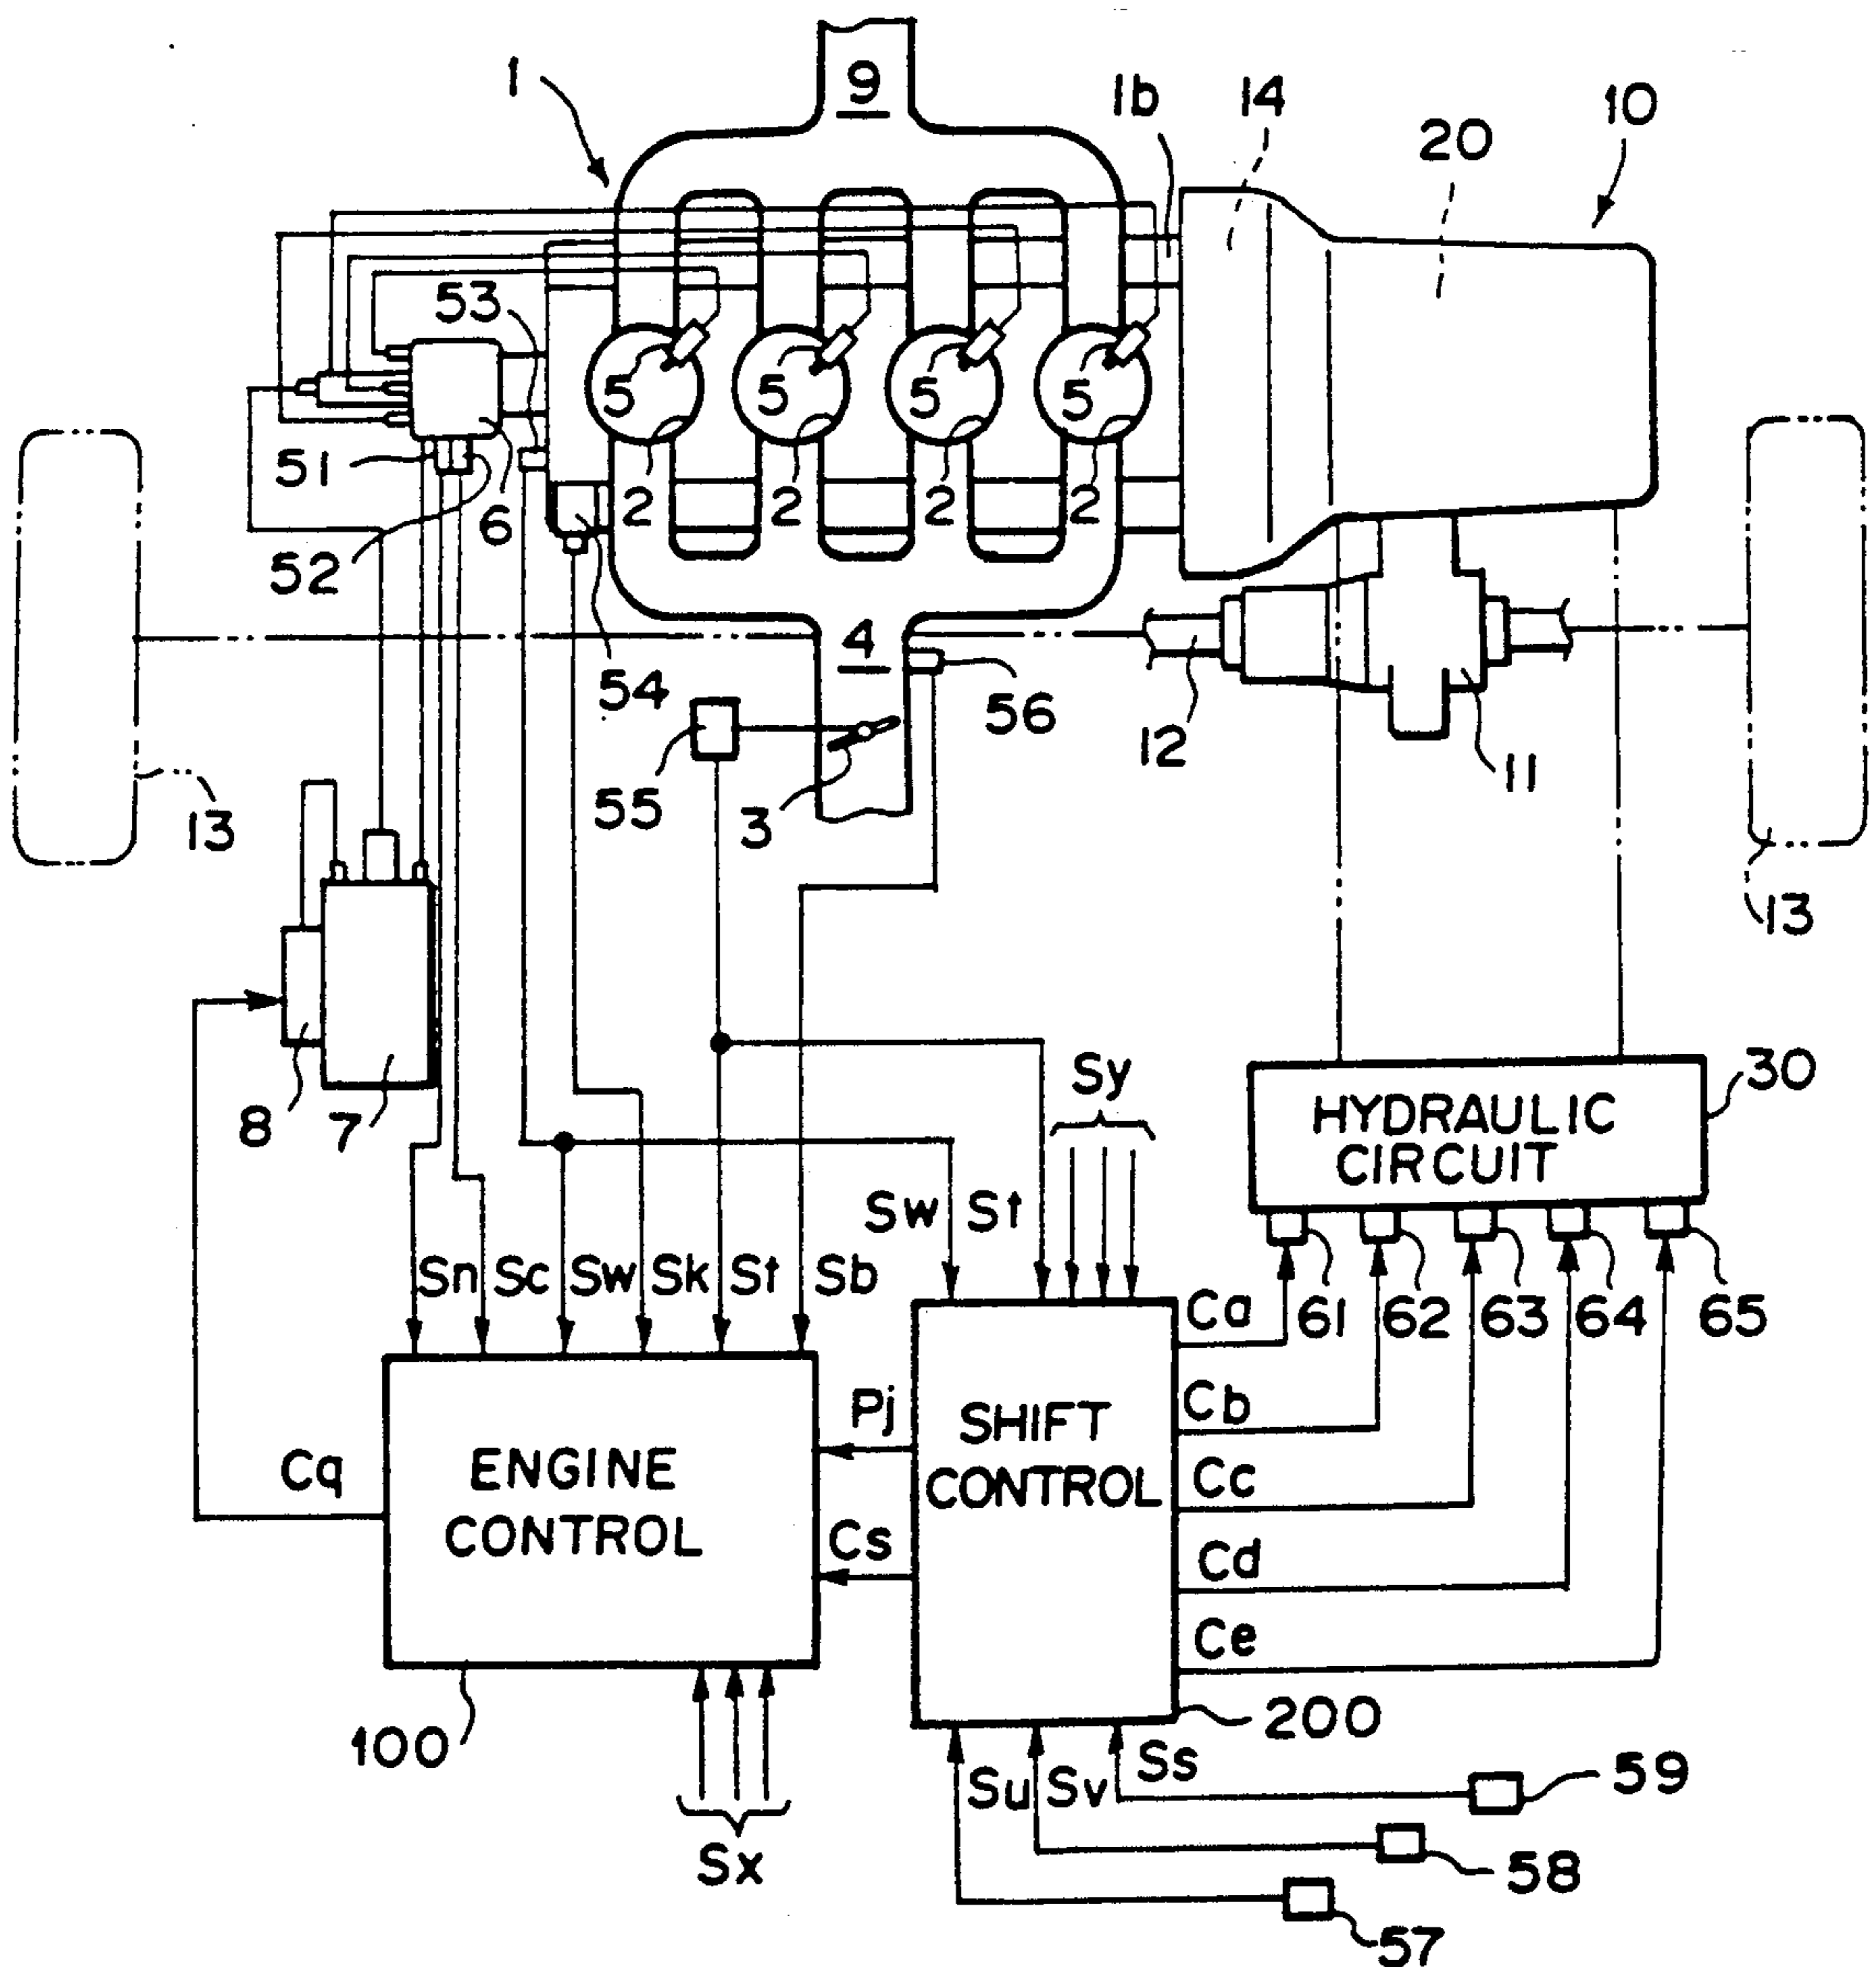 9
1
1b
14
10
20
53
5 5 5 5
51
6
2 2 2 2
52
4
54
56
12
55
3
11
13
13
8
7
Sy
30
HYDRAULIC
CIRCUIT
Sw St
Sn Sc Sw Sk St Sb
61 62 63 64 65
Ca
Pj
SHIFT
CONTROL
Cb
Cq
ENGINE
CONTROL
Cc
Cs
Cd
Ce
100
200
Su Sv Ss
59
Sx
58
57